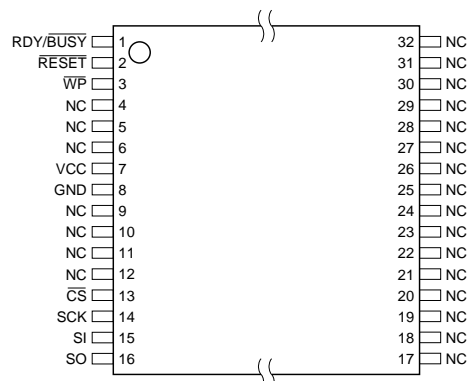 RDY/BUSY 1 32 NC
RESET 2 31 NC
WP 3 30 NC
NC 4 29 NC
NC 5 28 NC
NC 6 27 NC
VCC 7 26 NC
GND 8 25 NC
NC 9 24 NC
NC 10 23 NC
NC 11 22 NC
NC 12 21 NC
CS 13 20 NC
SCK 14 19 NC
SI 15 18 NC
SO 16 17 NC